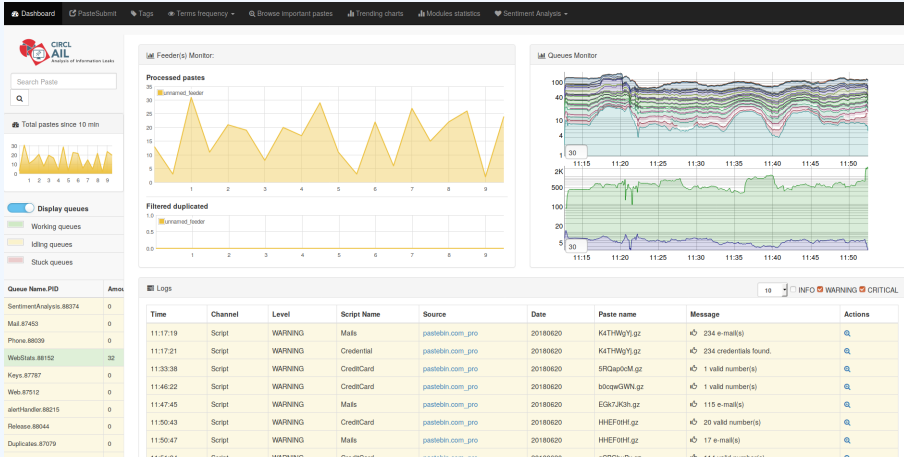 Dashboard PasteSubmit Tags Terms frequency Browse important pastes Trending charts Modules statistics Sentiment Analysis
CIRCL
AIL
Analysis of Information Leaks
Search Paste
Total pastes since 10 min
30
20
10
0
1 2 3 4 5 6 7 8 9
Display queues
Working queues
Idling queues
Stuck queues
Queue Name.PID Amou
SentimentAnalysis.88374 0
Mail.87453 0
Phone.88039 0
WebStats.88152 32
Keys.87787 0
Web.87512 0
alertHandler.88215 0
Release.88044 0
Duplicates.87079 0
Feeder(s) Monitor:
Processed pastes
unnamed_feeder
35
30
25
20
15
10
5
0
1 2 3 4 5 6 7 8 9
Filtered duplicated
unnamed_feeder
1.0
0.5
0.0
1 2 3 4 5 6 7 8 9
Queues Monitor
100
40
10
4
1
30
11:15 11:20 11:25 11:30 11:35 11:40 11:45 11:50
2K
500
100
20
5
30
11:15 11:20 11:25 11:30 11:35 11:40 11:45 11:50
Logs
10 INFO WARNING CRITICAL
Time Channel Level Script Name Source Date Paste name Message Actions
11:17:19 Script WARNING Mails pastebin.com_pro 20180620 K4THWgYj.gz 234 e-mail(s)
11:17:21 Script WARNING Credential pastebin.com_pro 20180620 K4THWgYj.gz 234 credentials found.
11:33:38 Script WARNING CreditCard pastebin.com_pro 20180620 5RQap0cM.gz 1 valid number(s)
11:46:22 Script WARNING CreditCard pastebin.com_pro 20180620 b0cqwGWN.gz 1 valid number(s)
11:47:45 Script WARNING Mails pastebin.com_pro 20180620 EGk7JK3h.gz 115 e-mail(s)
11:50:43 Script WARNING CreditCard pastebin.com_pro 20180620 HHEF0tHf.gz 20 valid number(s)
11:50:47 Script WARNING Mails pastebin.com_pro 20180620 HHEF0tHf.gz 17 e-mail(s)